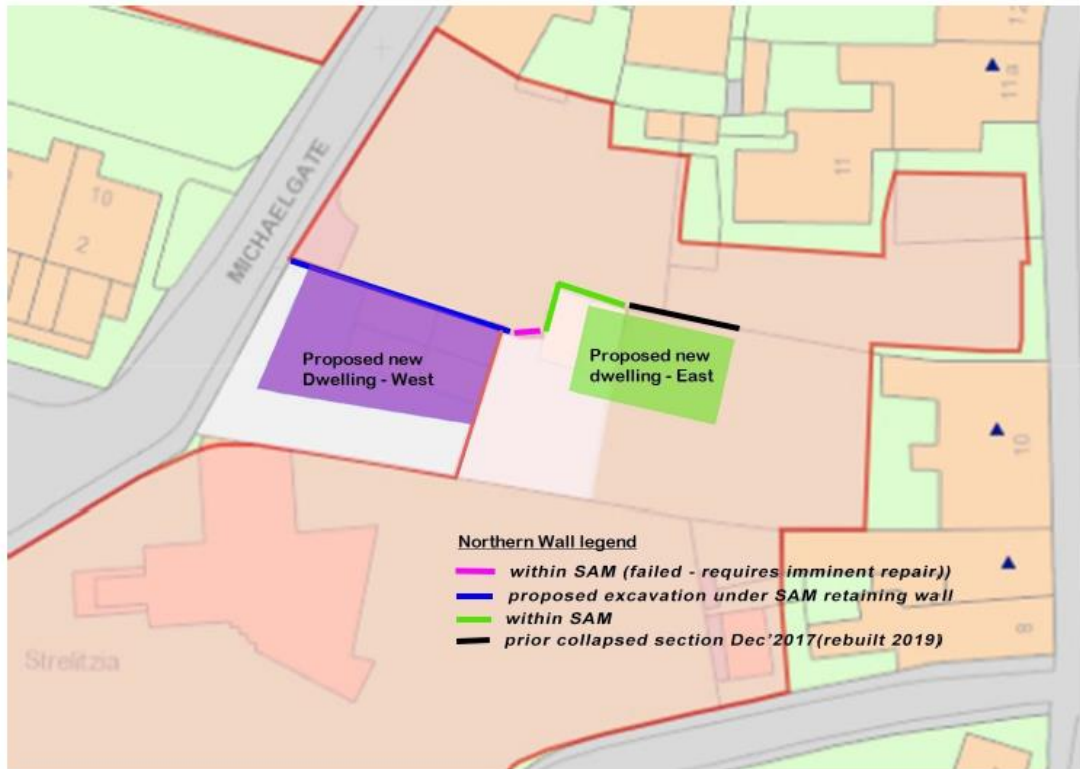 12
11a
11
10
2
MICHAELGATE
Proposed new
Dwelling - West
Proposed new
dwelling - East
10
Northern Wall legend
within SAM (failed - requires imminent repair))
proposed excavation under SAM retaining wall
within SAM
prior collapsed section Dec'2017(rebuilt 2019)
8
Strelitzia